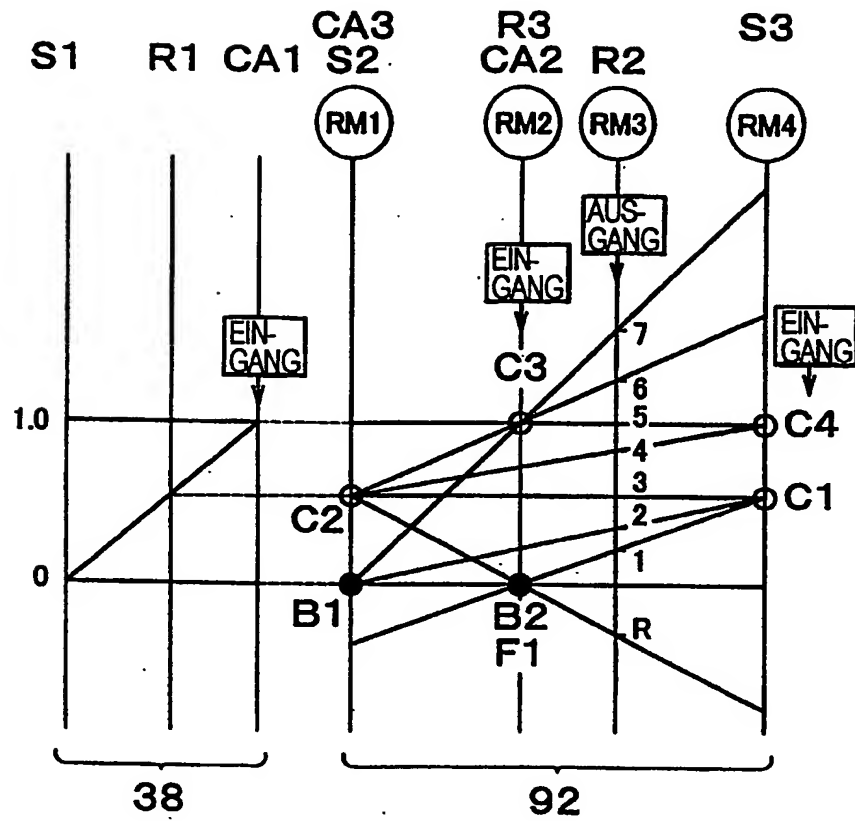 CA3 R3 S3
S1 R1 CA1 S2 CA2 R2
RM1 RM2 RM3 RM4
AUS-
GANG
EIN-
GANG
EIN-
GANG
EIN-
GANG
7
C3
6
1.0
5
C4
4
3
C2
C1
2
0
1
B1
B2
R
F1
38
92